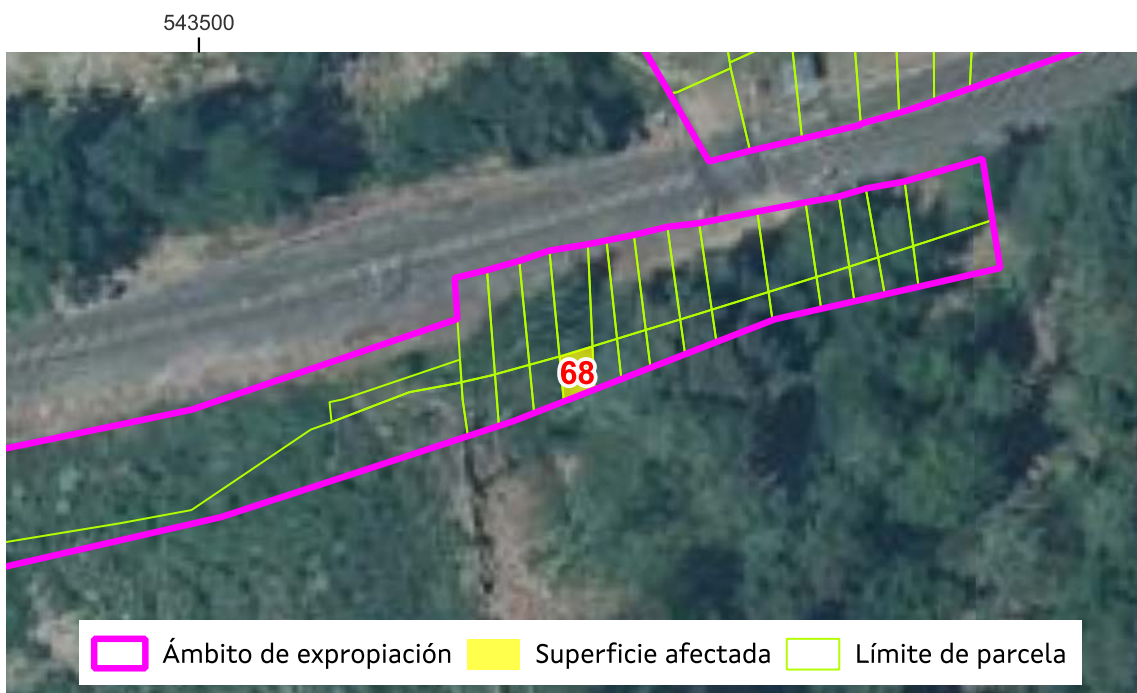 543500
68
Ámbito de expropiación
Superficie afectada
Límite de parcela